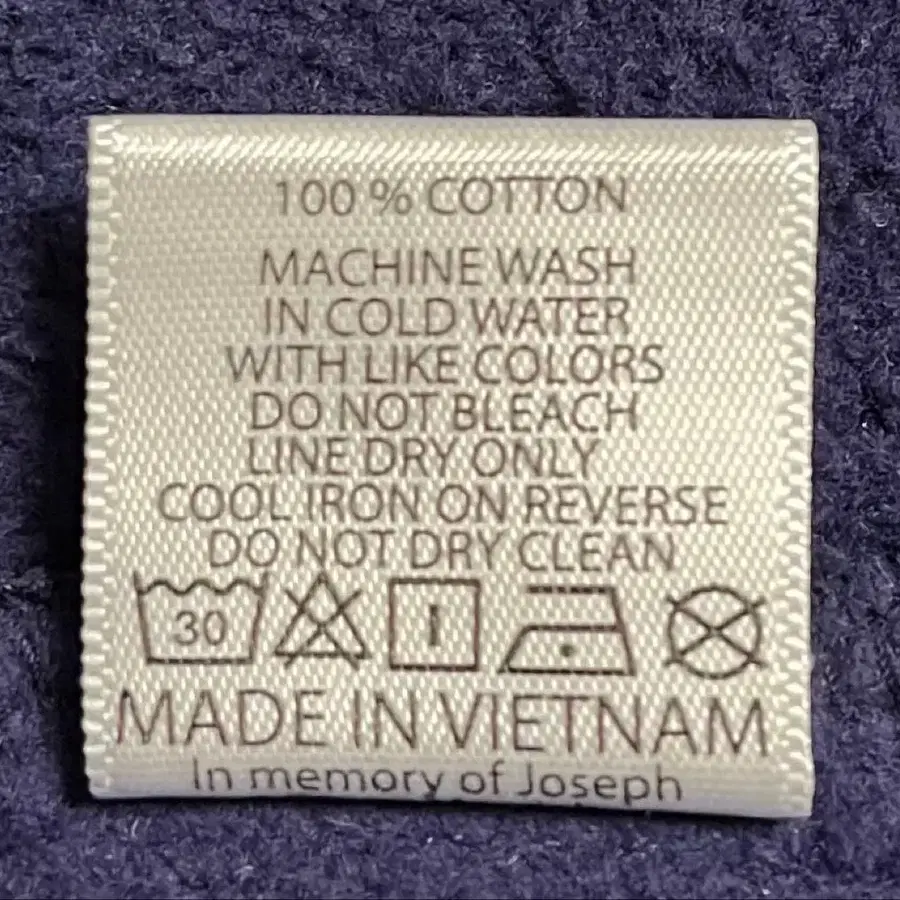 100 % COTTON
MACHINE WASH
IN COLD WATER
WITH LIKE COLORS
DO NOT BLEACH
LINE DRY ONLY
COOL IRON ON REVERSE
DO NOT DRY CLEAN
30
MADE IN VIETNAM
In memory of Joseph